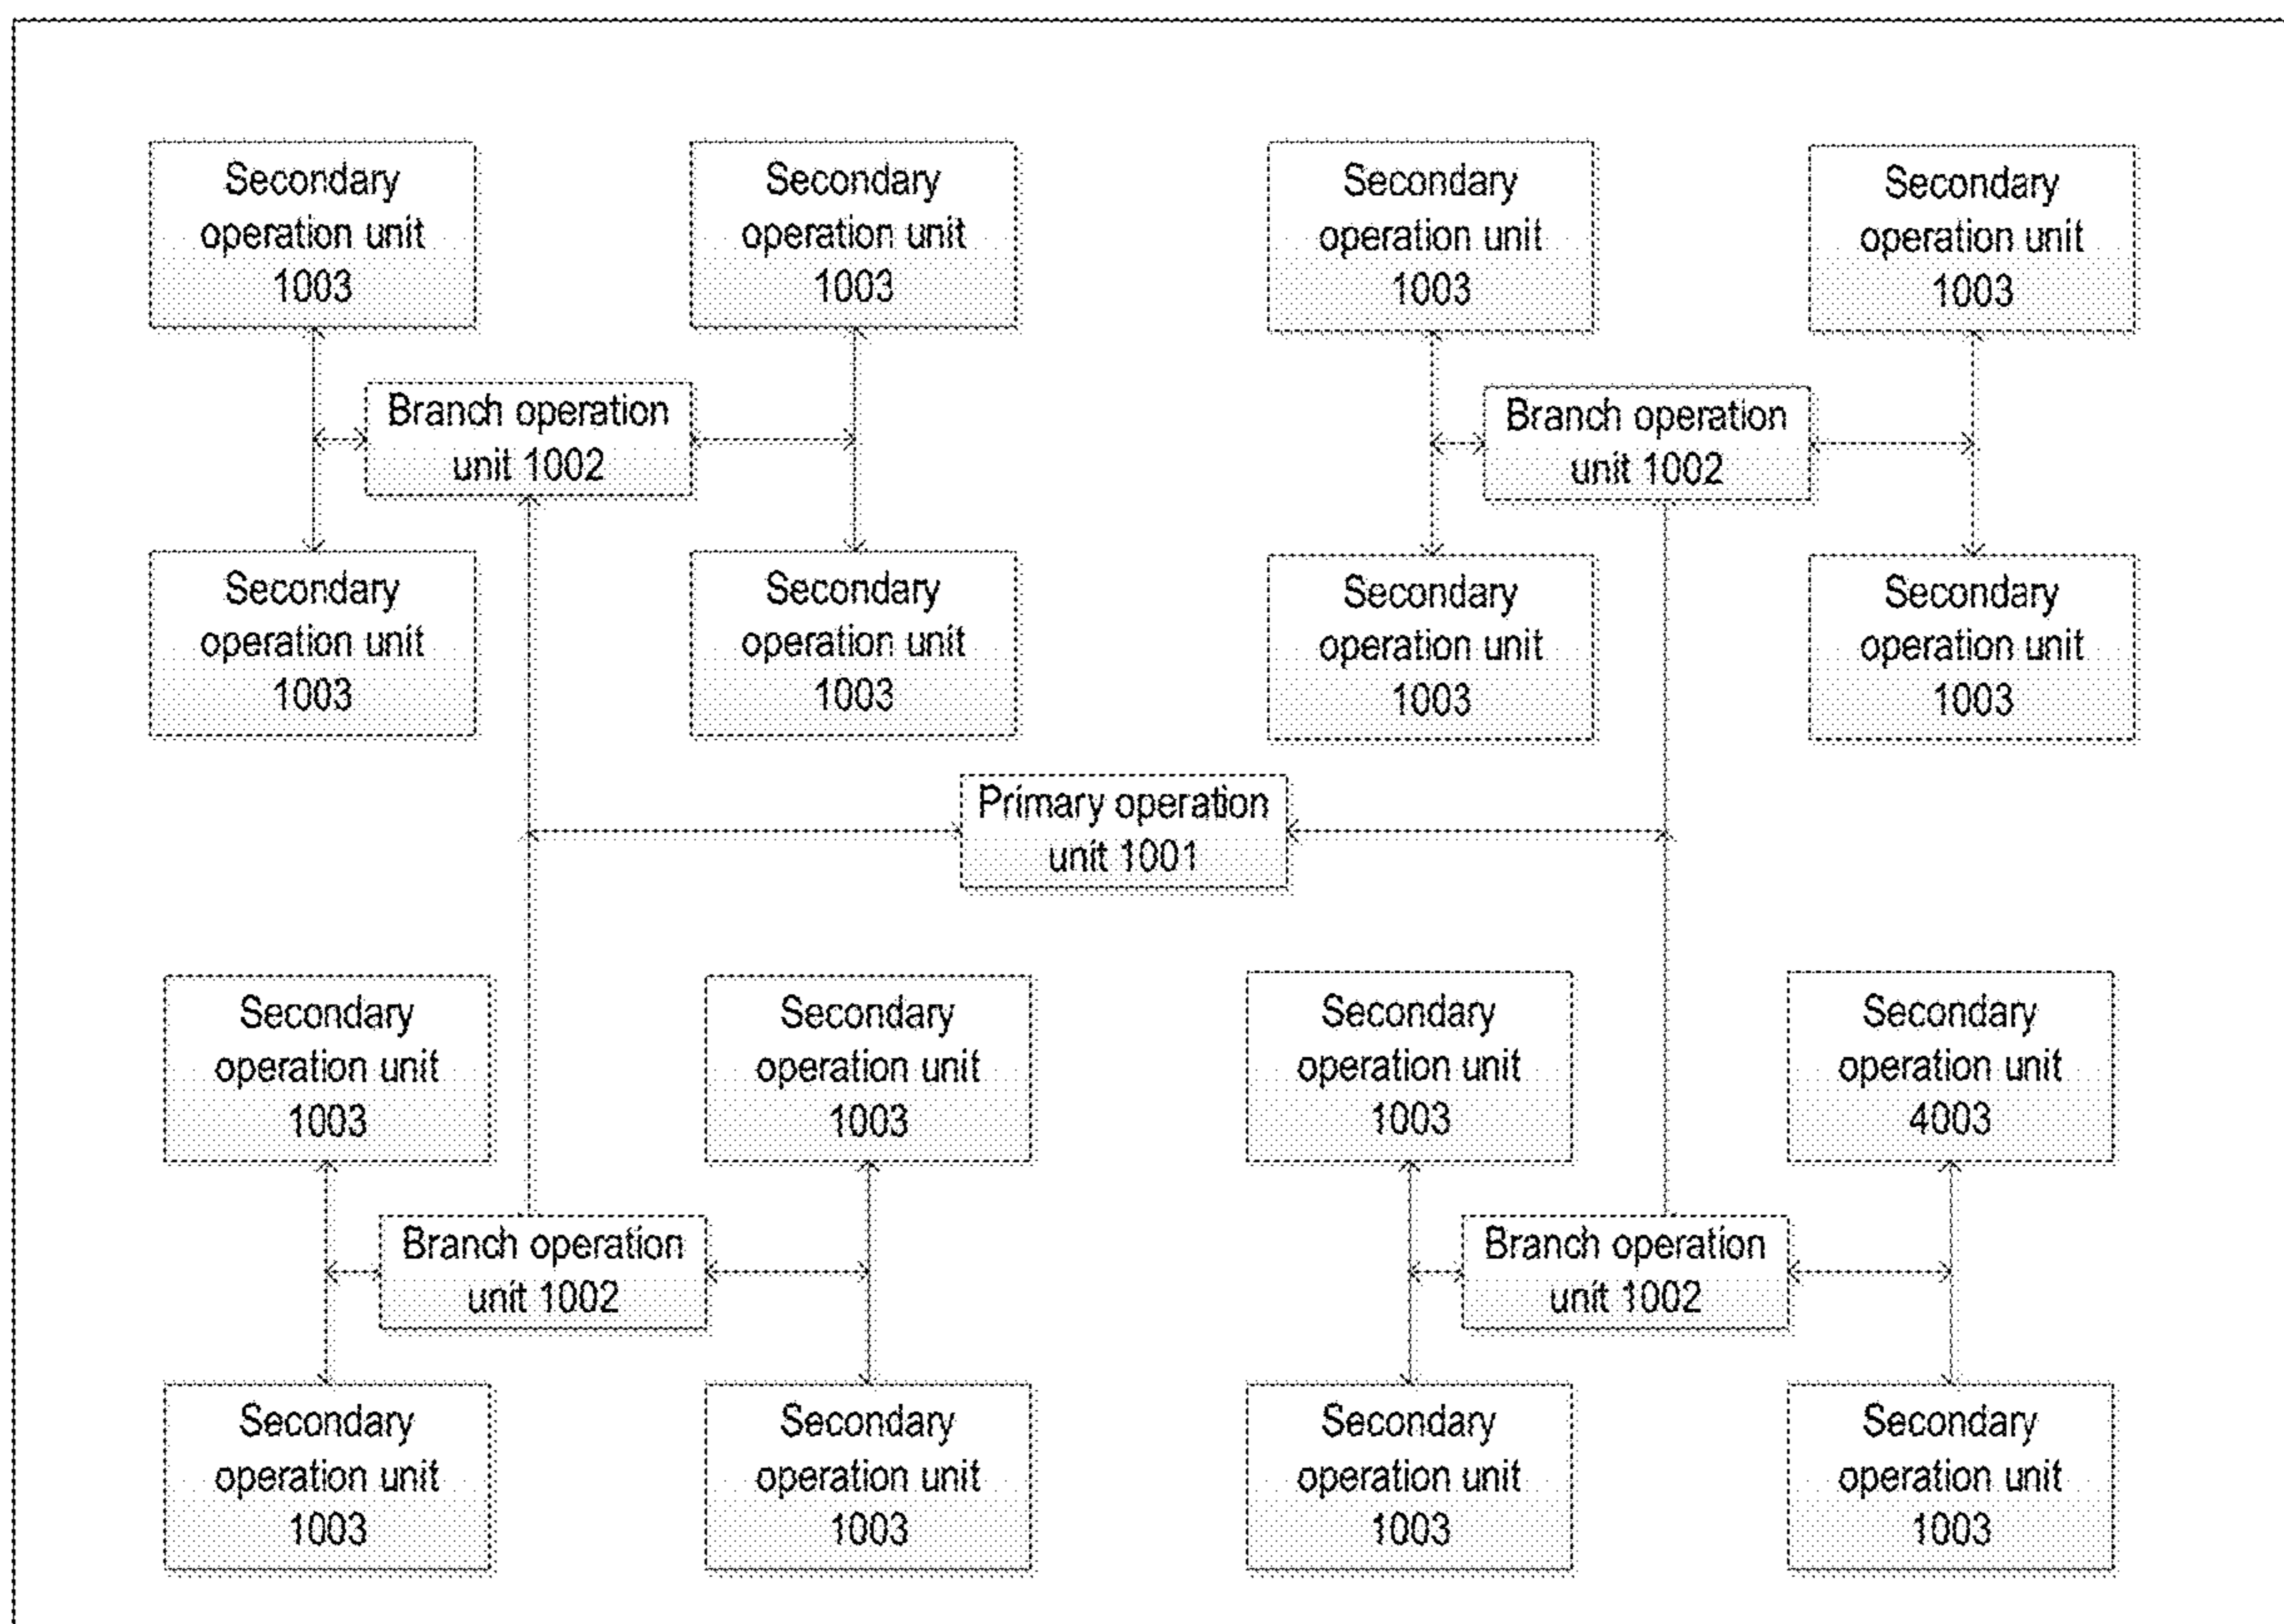 Secondary
operation unit
1003
Secondary
operation unit
1003
Secondary
operation unit
1003
Secondary
operation unit
1003
Branch operation
unit 1002
Branch operation
unit 1002
Secondary
operation unit
1003
Secondary
operation unit
1003
Secondary
operation unit
1003
Secondary
operation unit
1003
Primary operation
unit 1001
Secondary
operation unit
1003
Secondary
operation unit
1003
Secondary
operation unit
1003
Secondary
operation unit
4003
Branch operation
unit 1002
Branch operation
unit 1002
Secondary
operation unit
1003
Secondary
operation unit
1003
Secondary
operation unit
1003
Secondary
operation unit
1003